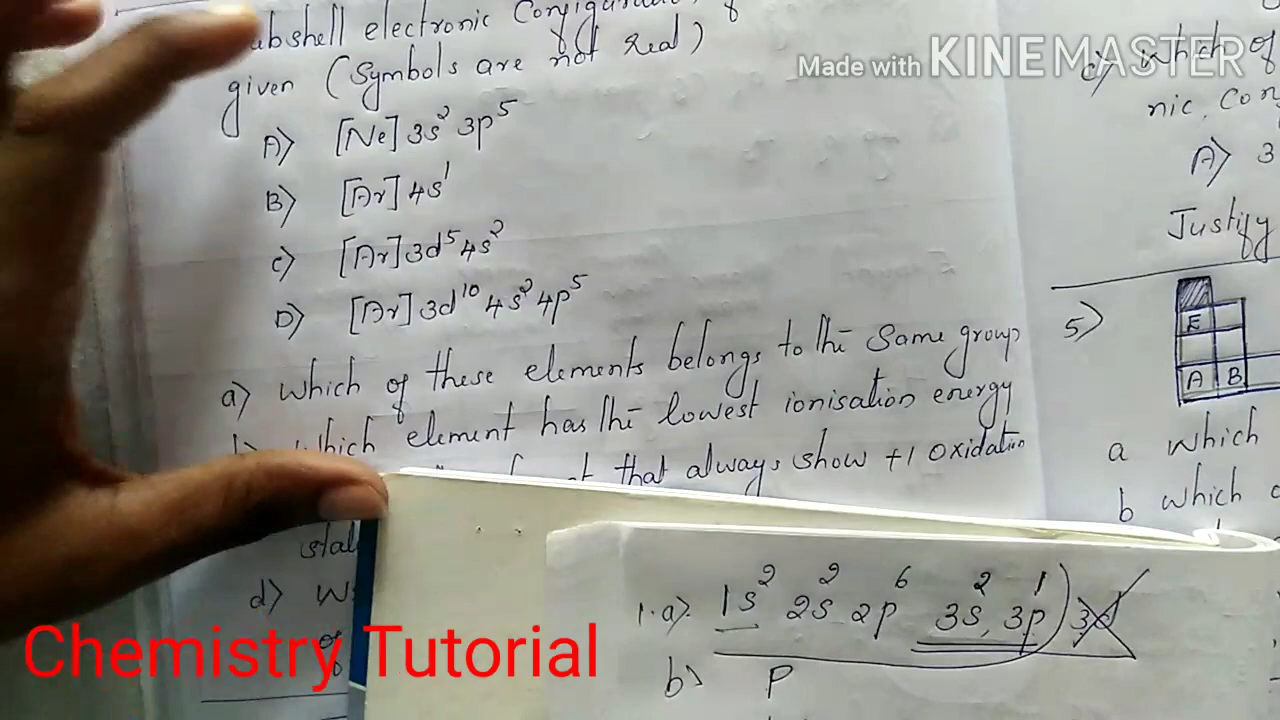 subshell electronic
given (Symbols are not real)
A) [Ne] 3s² 3p⁵
B) [Ar] 4s¹
C) [Ar] 3d⁵ 4s²
D) [Ar] 3d¹⁰ 4s² 4p⁵
a) Which of these elements belongs to the same group
b) Which element has the lowest ionisation energy
that always show +1 oxidation
d)
Made with KINEMASTER
c) Which of
nic. Con
A) 3
Justify
5)
E
A B
a which
b which
1. a). 1s² 2s² 2p⁶ 3s², 3p¹)
b) P
Chemistry Tutorial